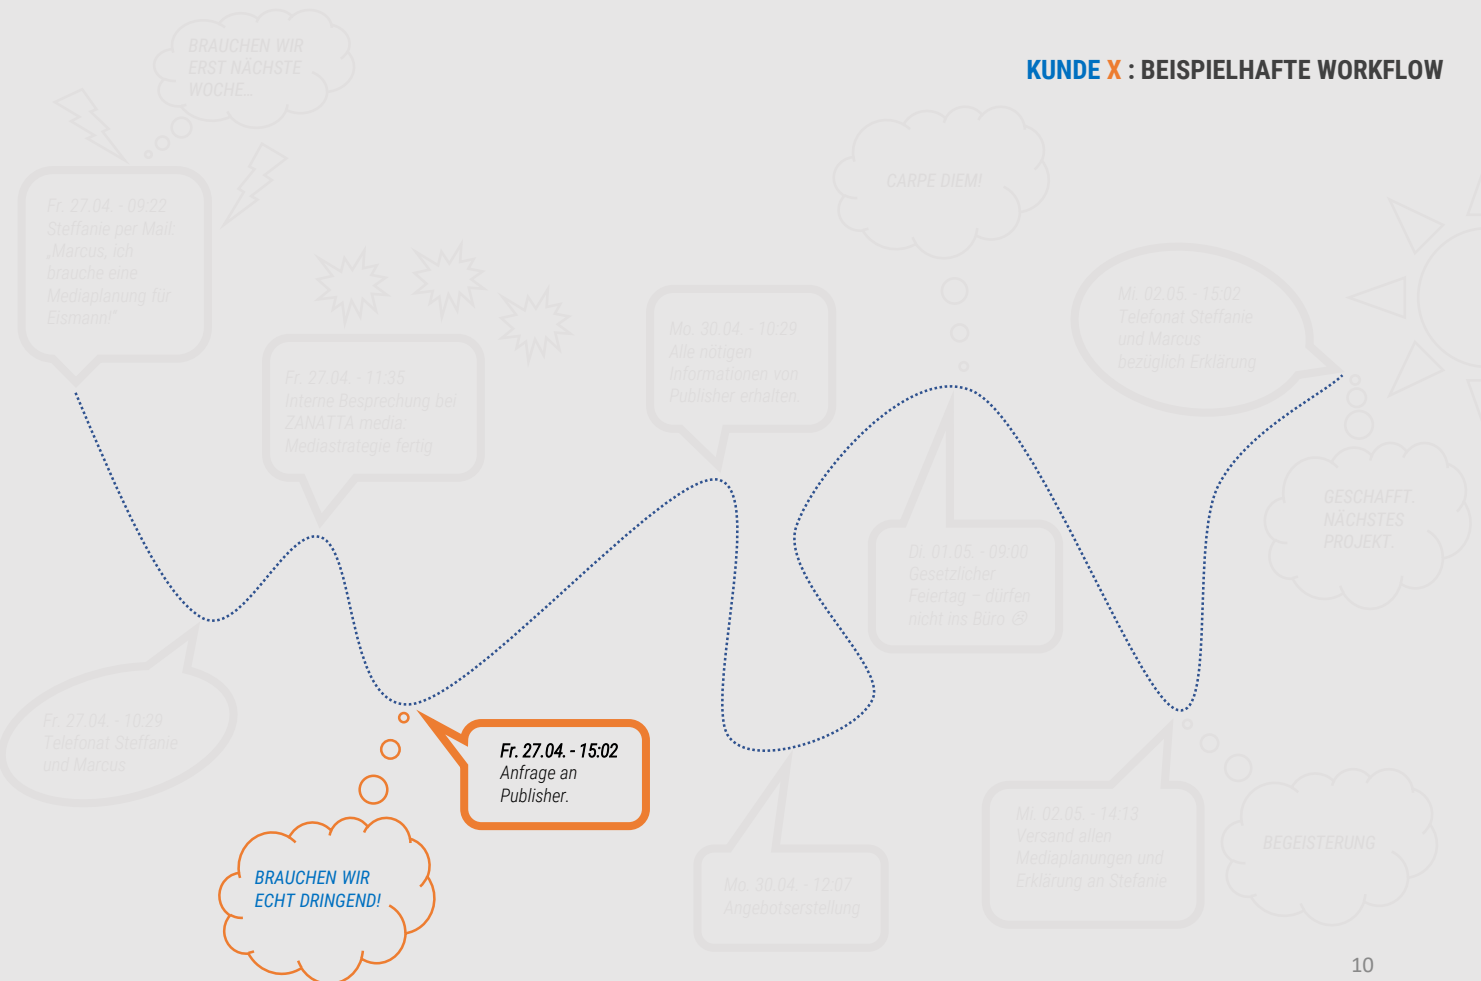 BRAUCHEN WIR
ERST NÄCHSTE
WOCHE…
KUNDE X : BEISPIELHAFTE WORKFLOW
Fr. 27.04. - 09:22
Steffanie per Mail:
„Marcus, ich
brauche eine
Mediaplanung für
Eismann!“
CARPE DIEM!
Fr. 27.04. - 11:35
Interne Besprechung bei
ZANATTA media:
Mediastrategie fertig
Mo. 30.04. - 10:29
Alle nötigen
Informationen von
Publisher erhalten.
Mi. 02.05. - 15:02
Telefonat Steffanie
und Marcus
bezüglich Erklärung
GESCHAFFT.
NÄCHSTES
PROJEKT.
Di. 01.05. - 09:00
Gesetzlicher
Feiertag – durften
nicht ins Büro ☹
Fr. 27.04. - 10:29
Telefonat Steffanie
und Marcus
Fr. 27.04. - 15:02
Anfrage an
Publisher.
BRAUCHEN WIR
ECHT DRINGEND!
Mo. 30.04. - 12:07
Angebotserstellung
Mi. 02.05. - 14:13
Versand allen
Mediaplanungen und
Erklärung an Stefanie
BEGEISTERUNG
10